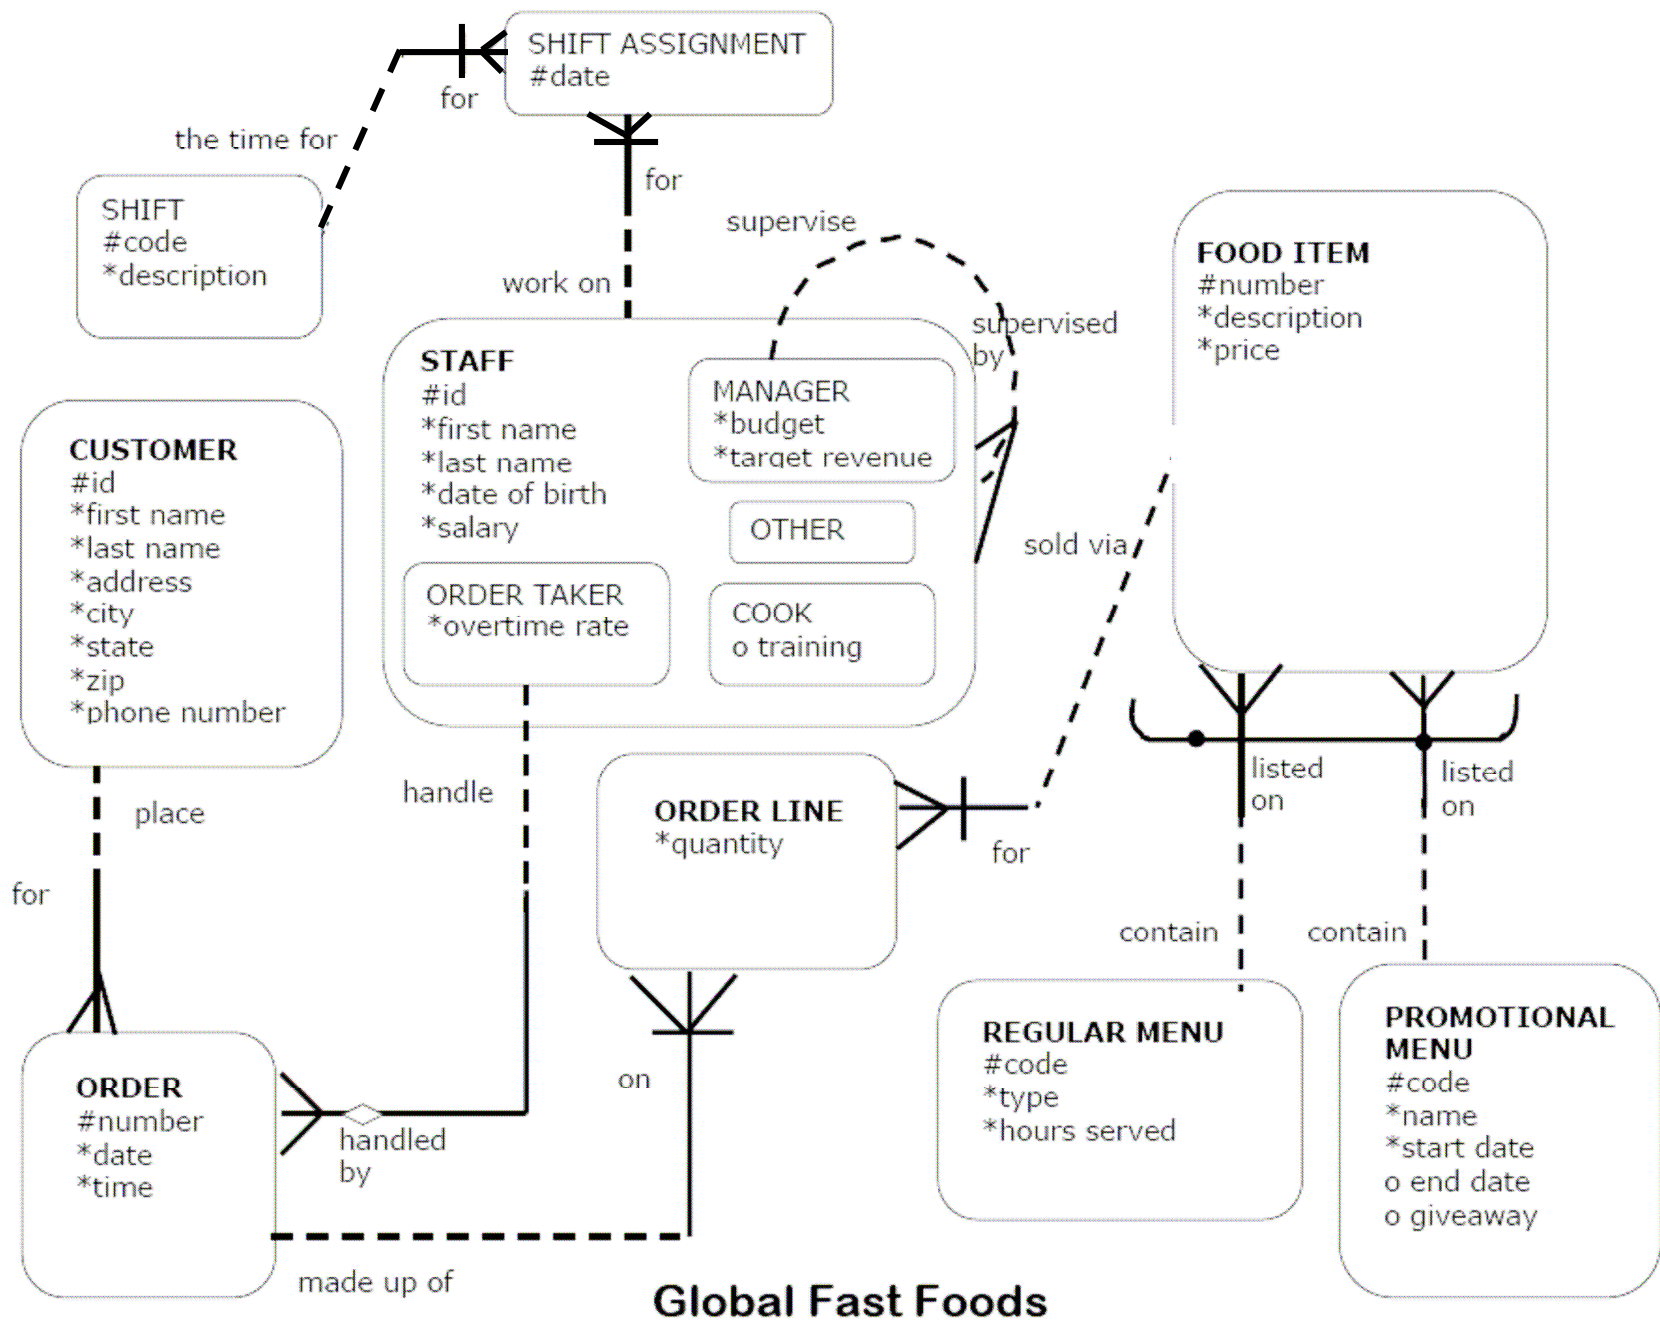 SHIFT ASSIGNMENT
#date
for
the time for
for
SHIFT
#code
*description
work on
supervise
supervised
by
STAFF
#id
*first name
*last name
*date of birth
*salary
MANAGER
*budget
*target revenue
OTHER
ORDER TAKER
*overtime rate
COOK
o training
FOOD ITEM
#number
*description
*price
CUSTOMER
#id
*first name
*last name
*address
*city
*state
*zip
*phone number
sold via
handle
place
for
ORDER LINE
*quantity
for
listed
on
listed
on
contain
contain
on
ORDER
#number
*date
*time
handled
by
made up of
REGULAR MENU
#code
*type
*hours served
PROMOTIONAL
MENU
#code
*name
*start date
o end date
o giveaway
Global Fast Foods